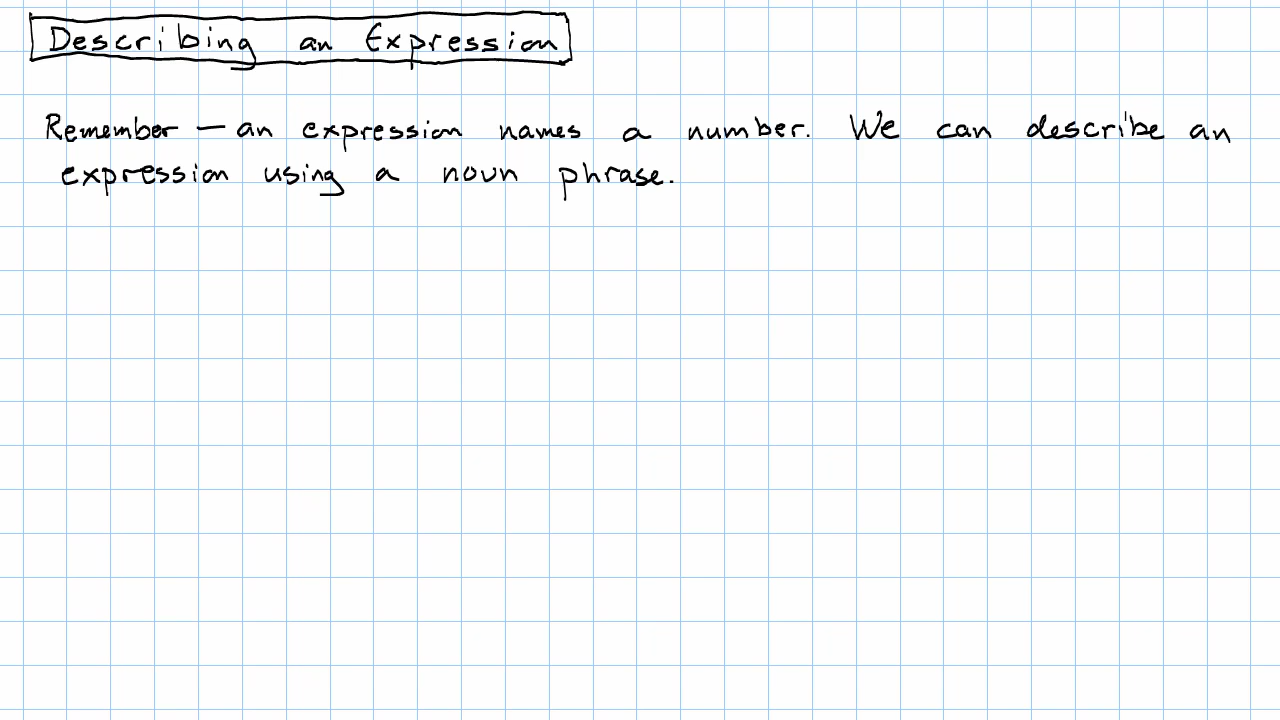 Describing an Expression
Remember — an expression names a number. We can describe an
expression using a noun phrase.